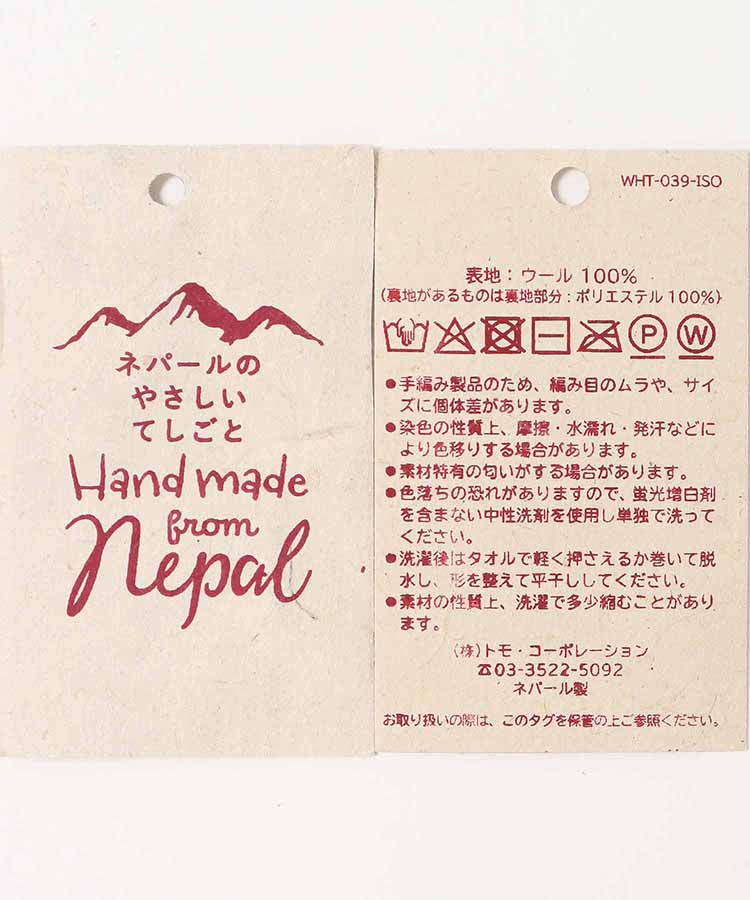 ネパールの
やさしい
てしごと
Hand made
from
Nepal
WHT-039-ISO
表地：ウール 100%
(裏地があるものは裏地部分：ポリエステル 100%)
P W
●手編み製品のため、編み目のムラや、サイ
ズに個体差があります。
●染色の性質上、摩擦・水濡れ・発汗などに
より色移りする場合があります。
●素材特有の匂いがする場合があります。
●色落ちの恐れがありますので、蛍光増白剤
を含まない中性洗剤を使用し単独で洗って
ください。
●洗濯後はタオルで軽く押さえるか巻いて脱
水し、形を整えて平干ししてください。
●素材の性質上、洗濯で多少縮むことがあり
ます。
(株)トモ・コーポレーション
☎03-3522-5092
ネパール製
お取り扱いの際は、このタグを保管の上ご参照ください。